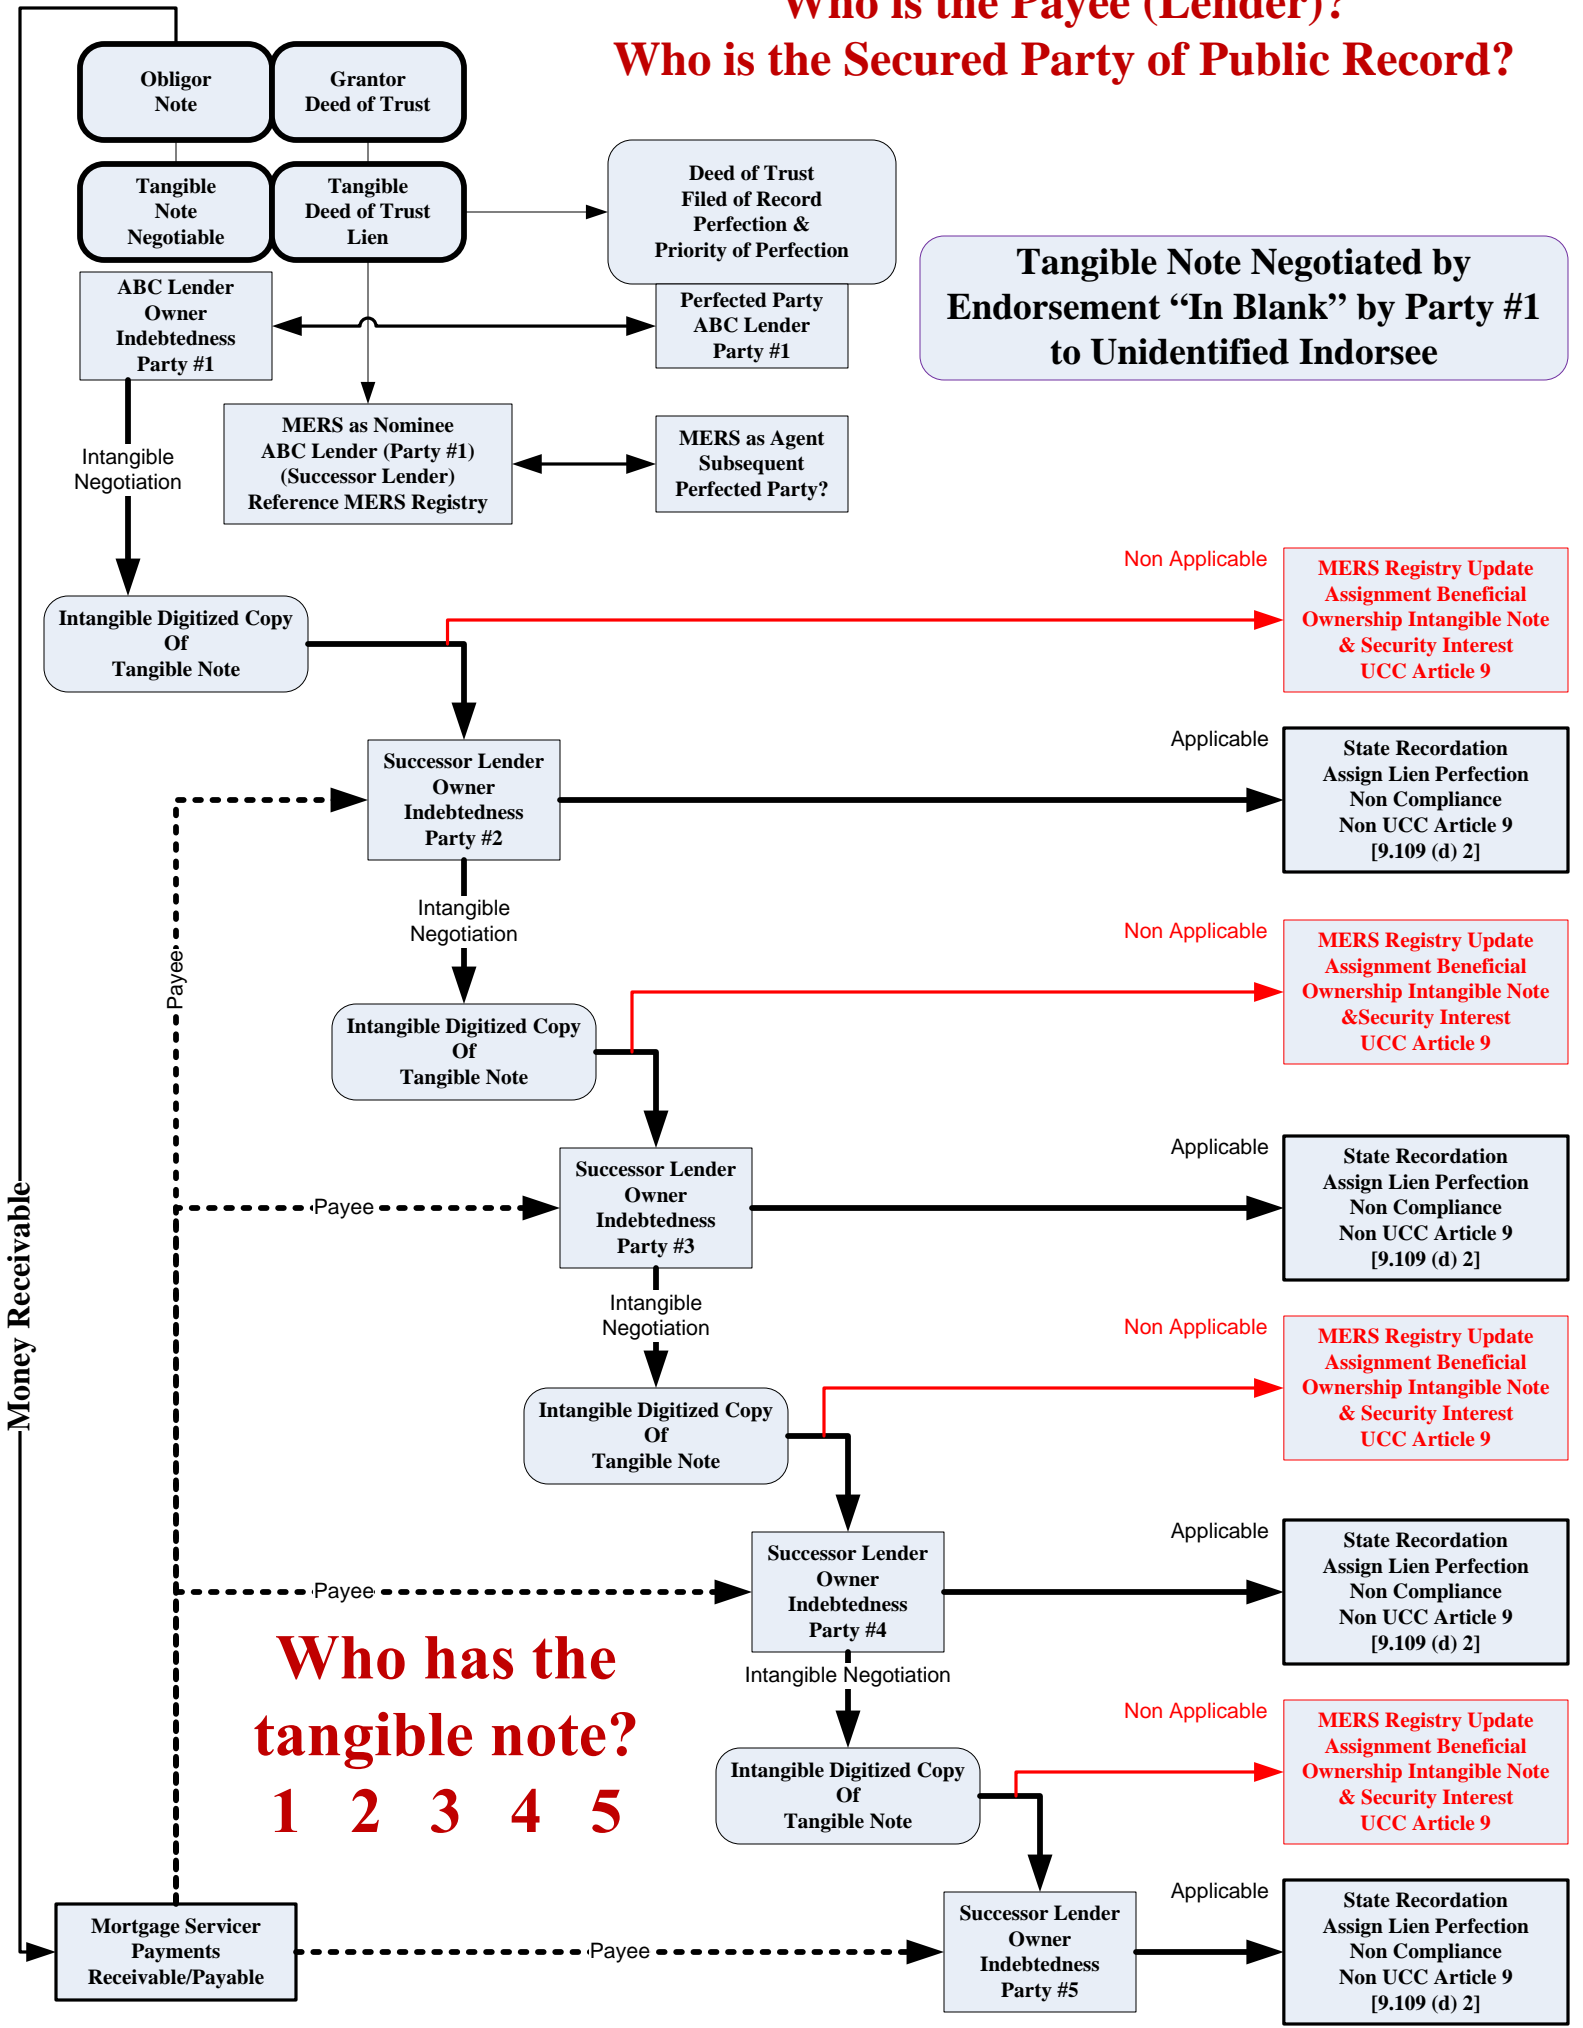 Who is the Payee (Lender)?
Who is the Secured Party of Public Record?
Obligor
Note
Grantor
Deed of Trust
Tangible
Note
Negotiable
Tangible
Deed of Trust
Lien
Deed of Trust
Filed of Record
Perfection &
Priority of Perfection
Tangible Note Negotiated by
Endorsement “In Blank” by Party #1
to Unidentified Indorsee
ABC Lender
Owner
Indebtedness
Party #1
Perfected Party
ABC Lender
Party #1
MERS as Nominee
ABC Lender (Party #1)
(Successor Lender)
Reference MERS Registry
MERS as Agent
Subsequent
Perfected Party?
Intangible
Negotiation
Intangible Digitized Copy
Of
Tangible Note
Non Applicable
MERS Registry Update
Assignment Beneficial
Ownership Intangible Note
& Security Interest
UCC Article 9
Successor Lender
Owner
Indebtedness
Party #2
Applicable
State Recordation
Assign Lien Perfection
Non Compliance
Non UCC Article 9
[9.109 (d) 2]
Intangible
Negotiation
Payee
Intangible Digitized Copy
Of
Tangible Note
Non Applicable
MERS Registry Update
Assignment Beneficial
Ownership Intangible Note
&Security Interest
UCC Article 9
Payee
Successor Lender
Owner
Indebtedness
Party #3
Applicable
State Recordation
Assign Lien Perfection
Non Compliance
Non UCC Article 9
[9.109 (d) 2]
Money Receivable
Intangible
Negotiation
Intangible Digitized Copy
Of
Tangible Note
Non Applicable
MERS Registry Update
Assignment Beneficial
Ownership Intangible Note
& Security Interest
UCC Article 9
Payee
Successor Lender
Owner
Indebtedness
Party #4
Applicable
State Recordation
Assign Lien Perfection
Non Compliance
Non UCC Article 9
[9.109 (d) 2]
Who has the
tangible note?
1 2 3 4 5
Intangible Negotiation
Intangible Digitized Copy
Of
Tangible Note
Non Applicable
MERS Registry Update
Assignment Beneficial
Ownership Intangible Note
& Security Interest
UCC Article 9
Mortgage Servicer
Payments
Receivable/Payable
Payee
Successor Lender
Owner
Indebtedness
Party #5
Applicable
State Recordation
Assign Lien Perfection
Non Compliance
Non UCC Article 9
[9.109 (d) 2]